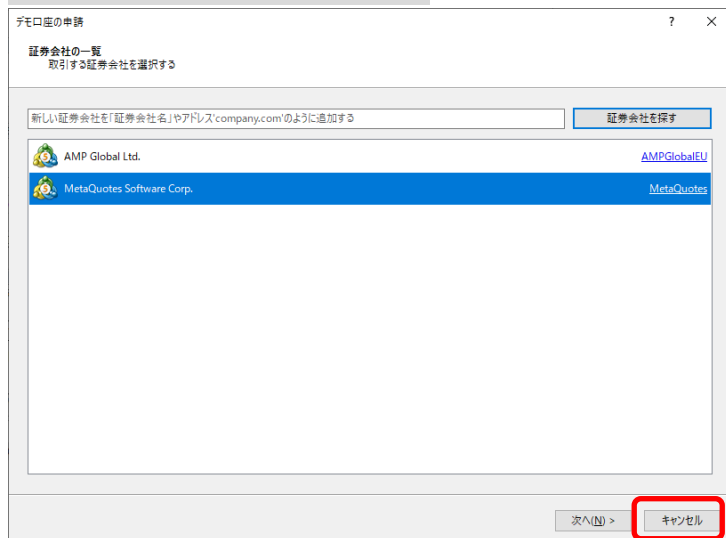 デモ口座の申請 ? ×
証券会社の一覧
取引する証券会社を選択する
新しい証券会社を「証券会社名」やアドレス'company.com'のように追加する 証券会社を探す
AMP Global Ltd. AMPGlobalEU
MetaQuotes Software Corp. MetaQuotes
次へ(N) > キャンセル